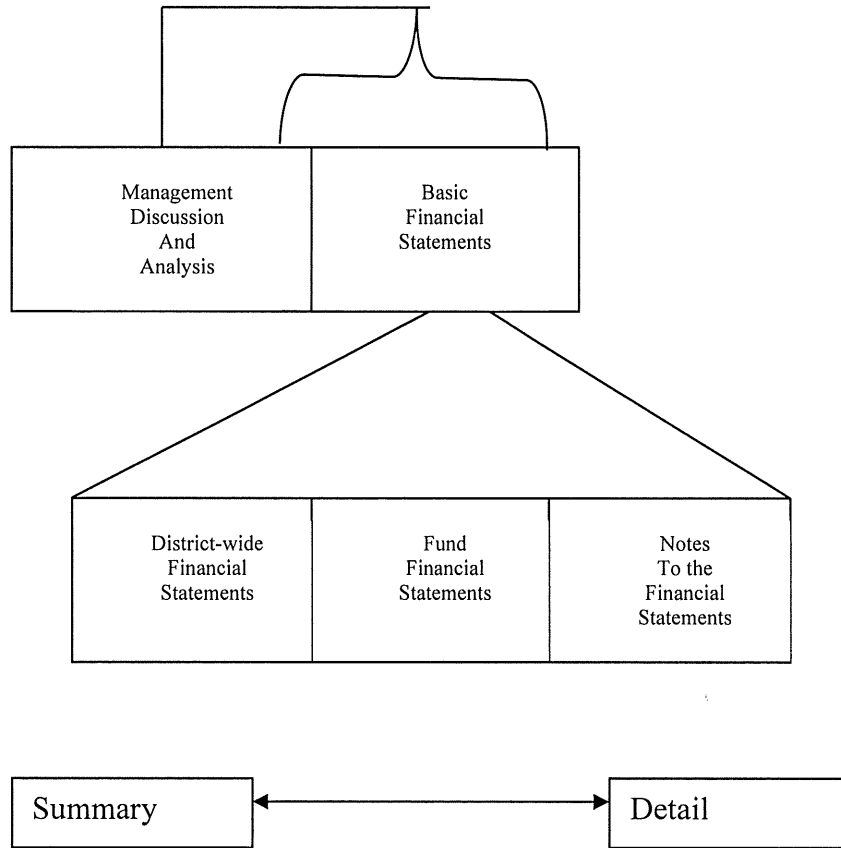 Management
Discussion
And
Analysis
Basic
Financial
Statements
District-wide
Financial
Statements
Fund
Financial
Statements
Notes
To the
Financial
Statements
Summary
Detail